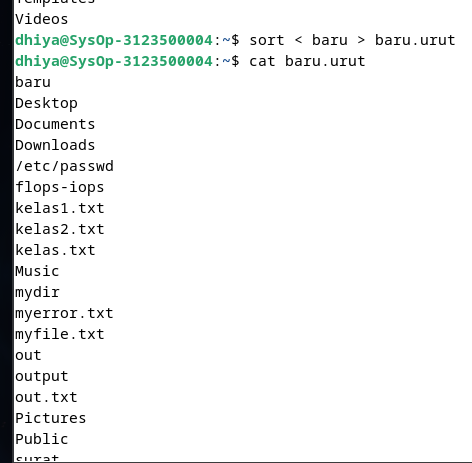 Templates
Videos
dhiya@SysOp-3123500004:~$ sort < baru > baru.urut
dhiya@SysOp-3123500004:~$ cat baru.urut
baru
Desktop
Documents
Downloads
/etc/passwd
flops-iops
kelas1.txt
kelas2.txt
kelas.txt
Music
mydir
myerror.txt
myfile.txt
out
output
out.txt
Pictures
Public
surat